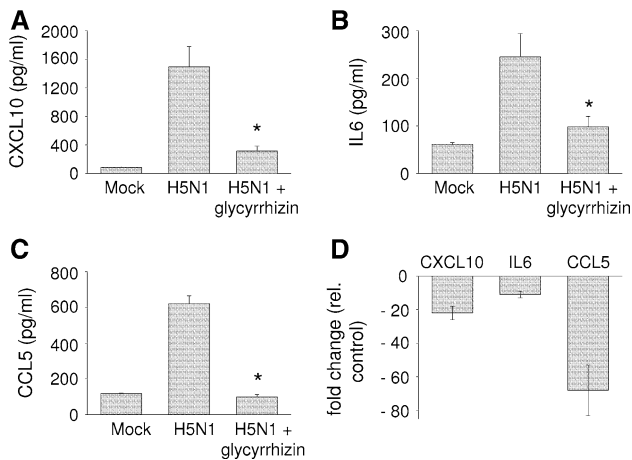 A
CXCL10 (pg/ml)
2000
1600
1200
800
400
0
*
Mock H5N1 H5N1 +
glycyrrhizin
B
IL6 (pg/ml)
300
200
100
0
*
Mock H5N1 H5N1 +
glycyrrhizin
C
CCL5 (pg/ml)
800
600
400
200
0
*
Mock H5N1 H5N1 +
glycyrrhizin
D
CXCL10 IL6 CCL5
fold change (rel.
control)
0
- 20
- 40
- 60
- 80